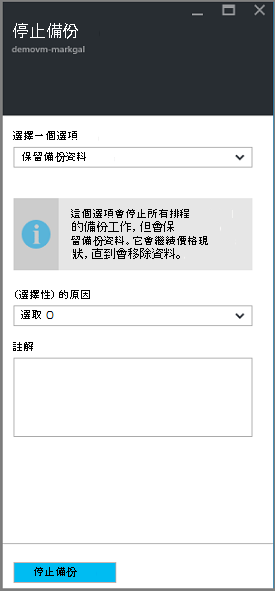 停止備份
demovm-markgal
選擇一個選項
保留備份資料
這個選項會停止所有排程
的備份工作，但會保
留備份資料。它會繼續價格現
狀，直到會移除資料。
(選擇性) 的原因
選取 O
註解
停止備份